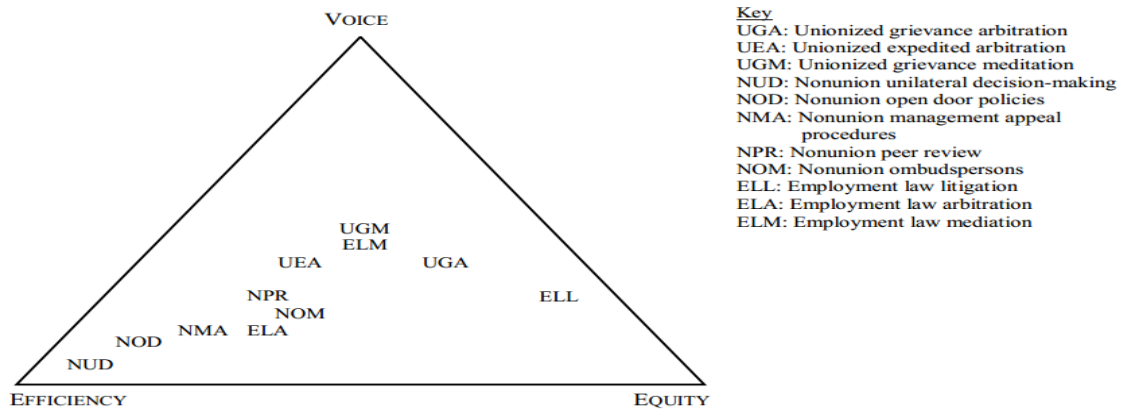 VOICE
UGM
ELM
UEA
UGA
NPR
ELL
NOM
NMA
ELA
NOD
NUD
EFFICIENCY
EQUITY
Key
UGA: Unionized grievance arbitration
UEA: Unionized expedited arbitration
UGM: Unionized grievance meditation
NUD: Nonunion unilateral decision-making
NOD: Nonunion open door policies
NMA: Nonunion management appeal
procedures
NPR: Nonunion peer review
NOM: Nonunion ombudspersons
ELL: Employment law litigation
ELA: Employment law arbitration
ELM: Employment law mediation